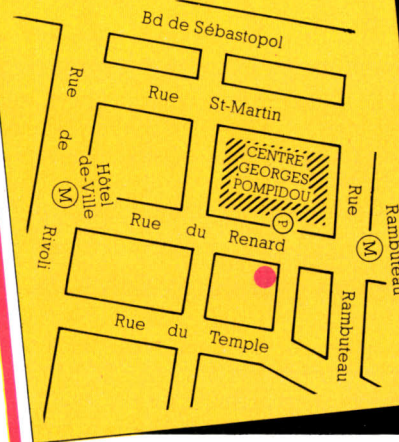 Bd de Sébastopol
Rue St-Martin
Rue de Rivoli
CENTRE
GEORGES
POMPIDOU
Hôtel
de-Ville
M
P
Rue du Renard
M
Rambuteau
Rue Rambuteau
Rue du Temple